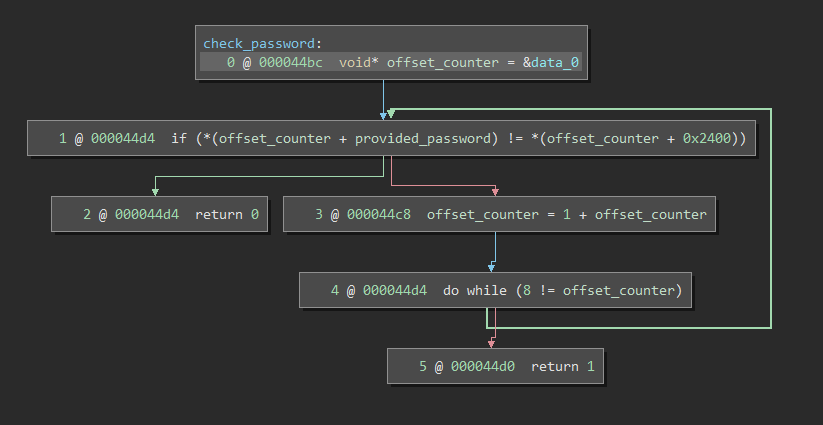 check_password:
0 @ 000044bc  void* offset_counter = &data_0
1 @ 000044d4  if (*(offset_counter + provided_password) != *(offset_counter + 0x2400))
2 @ 000044d4  return 0
3 @ 000044c8  offset_counter = 1 + offset_counter
4 @ 000044d4  do while (8 != offset_counter)
5 @ 000044d0  return 1